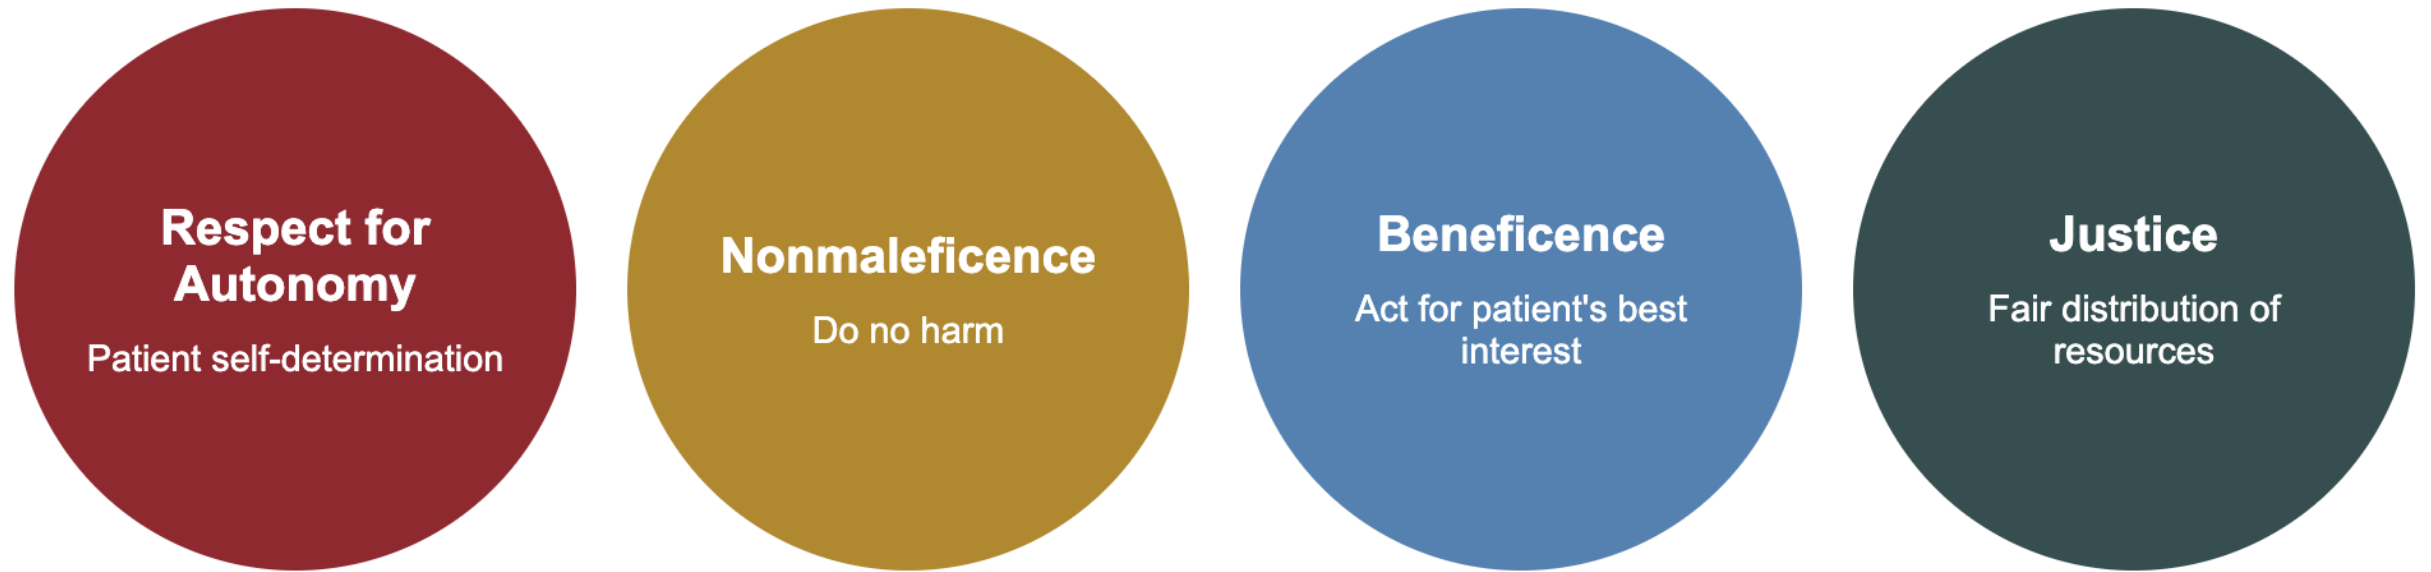 Respect for
Autonomy
Patient self-determination
Nonmaleficence
Do no harm
Beneficence
Act for patient's best
interest
Justice
Fair distribution of
resources